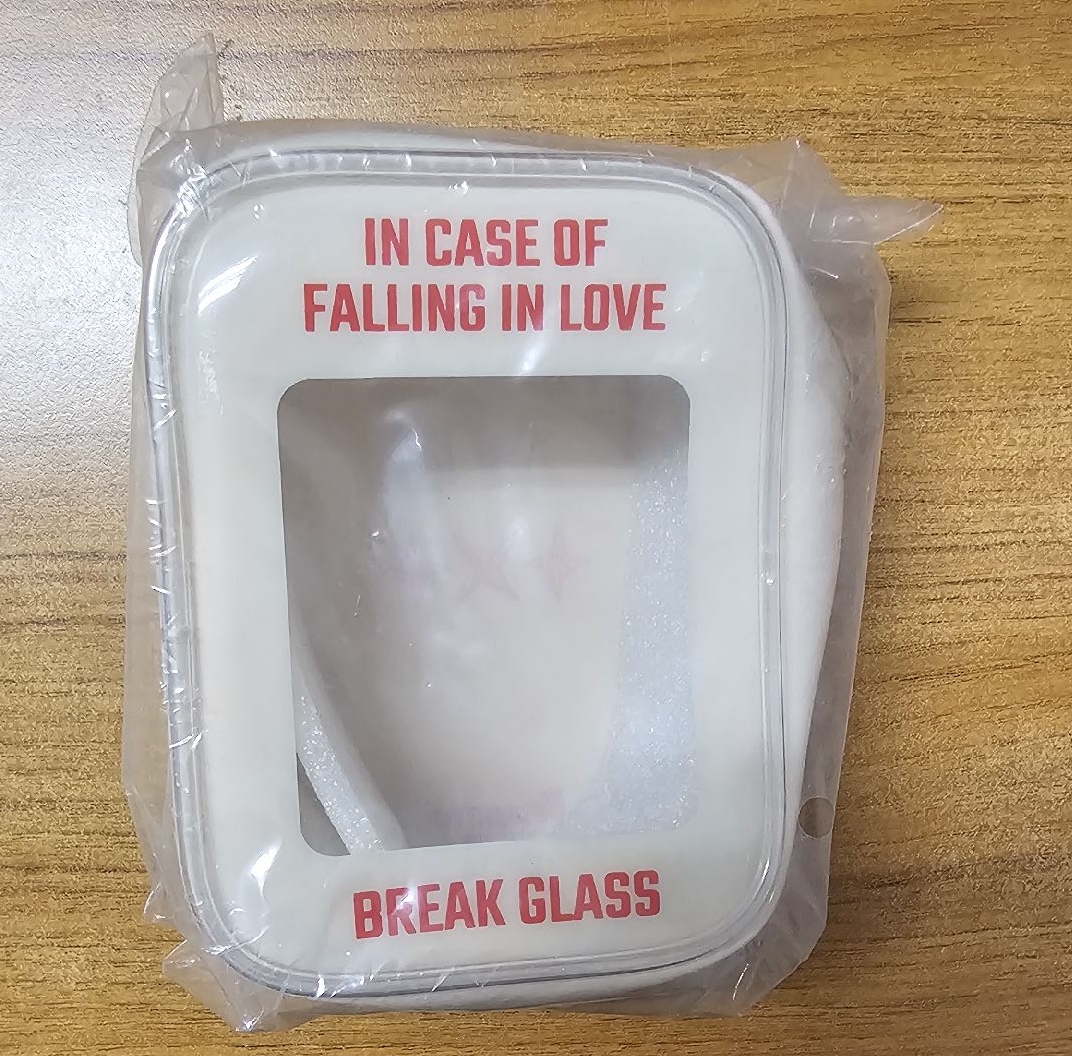 IN CASE OF
FALLING IN LOVE
BREAK GLASS